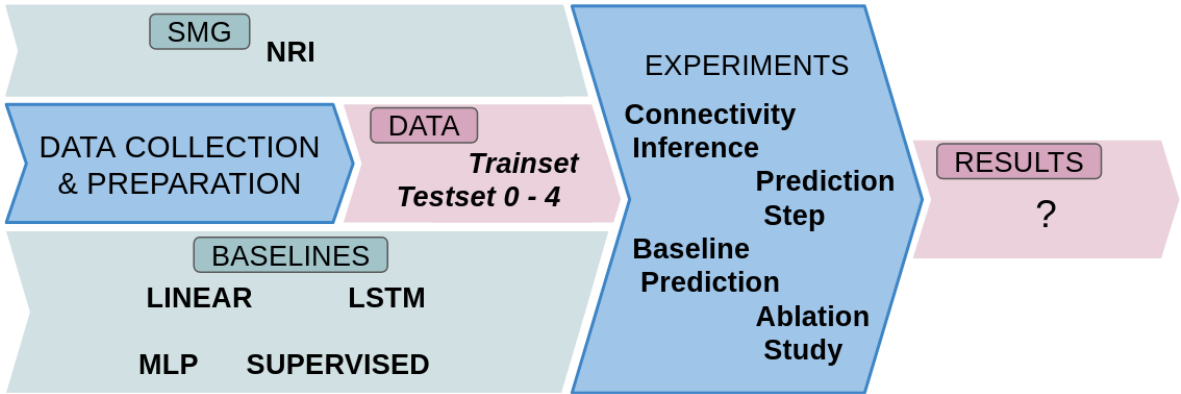 SMG
NRI
DATA COLLECTION
& PREPARATION
DATA
Trainset
Testset 0 - 4
BASELINES
LINEAR LSTM
MLP SUPERVISED
EXPERIMENTS
Connectivity
Inference
Prediction
Step
Baseline
Prediction
Ablation
Study
RESULTS
?